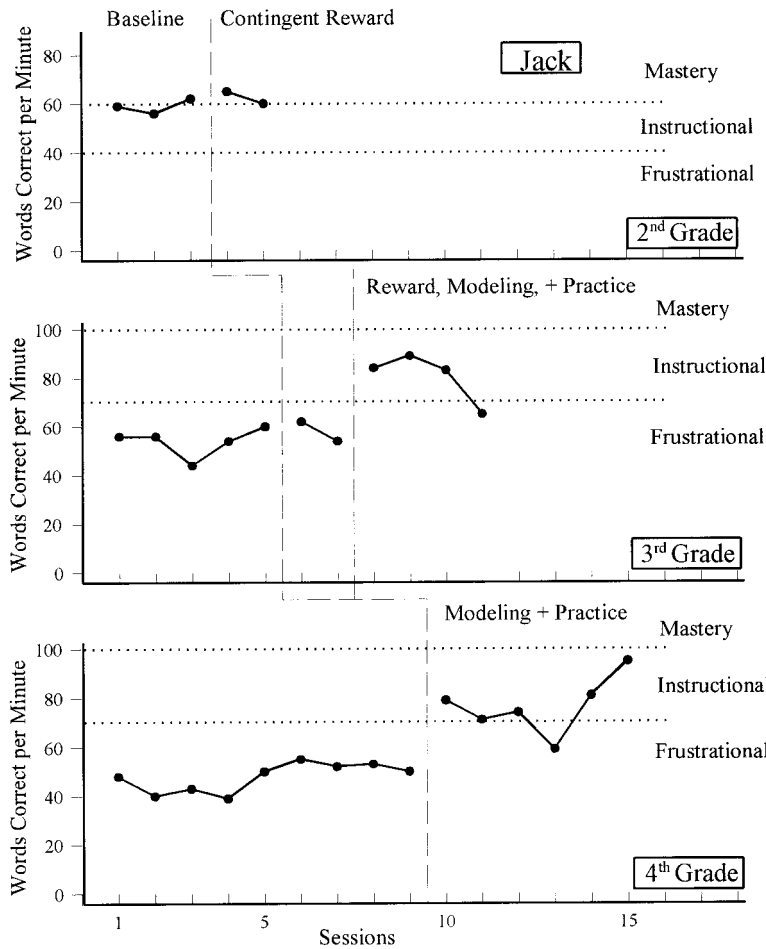 Baseline Contingent Reward
Jack
Words Correct per Minute
80
60
40
20
0
Mastery
Instructional
Frustrational
2nd Grade
Reward, Modeling, + Practice
Words Correct per Minute
100
80
60
40
20
0
Mastery
Instructional
Frustrational
3rd Grade
Modeling + Practice
Words Correct per Minute
100
80
60
40
20
0
Mastery
Instructional
Frustrational
4th Grade
1 5 10 15
Sessions